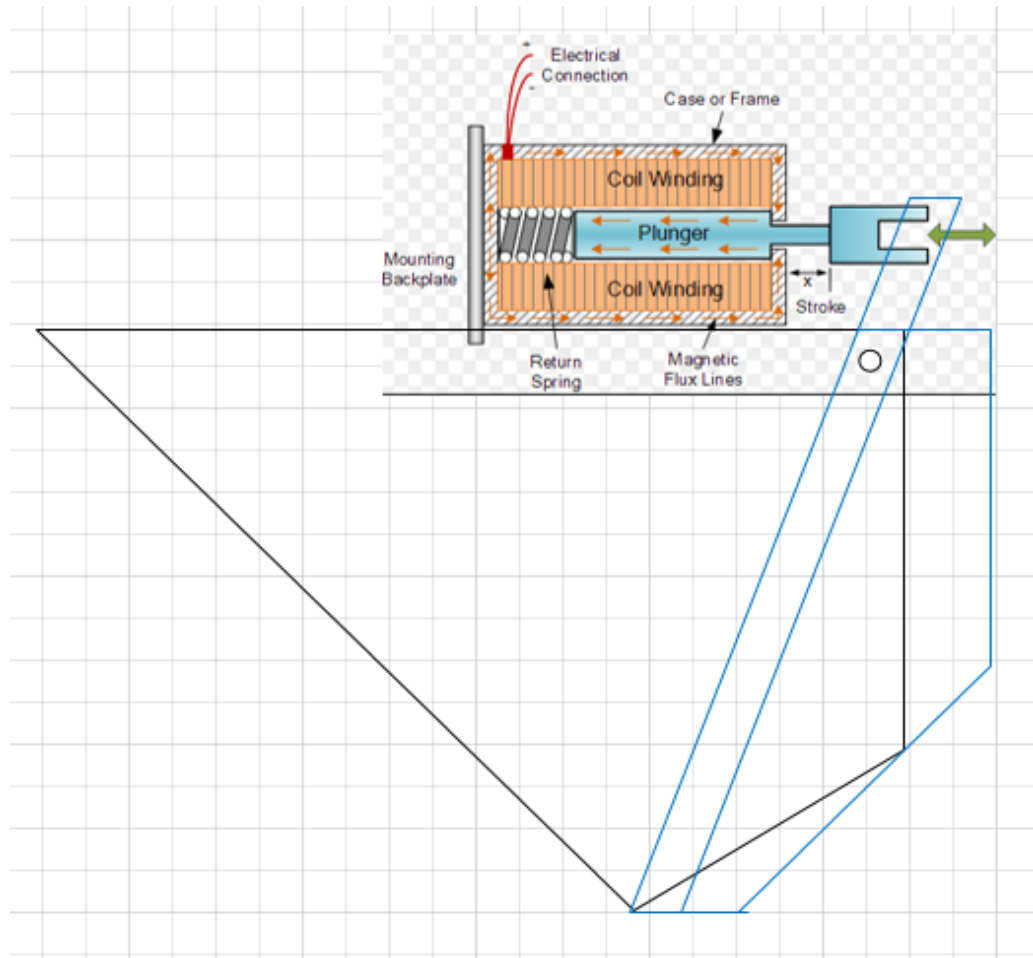 Electrical
Connection
Case or Frame
Coil Winding
Plunger
Mounting
Backplate
Coil Winding
x
Stroke
Return
Spring
Magnetic
Flux Lines